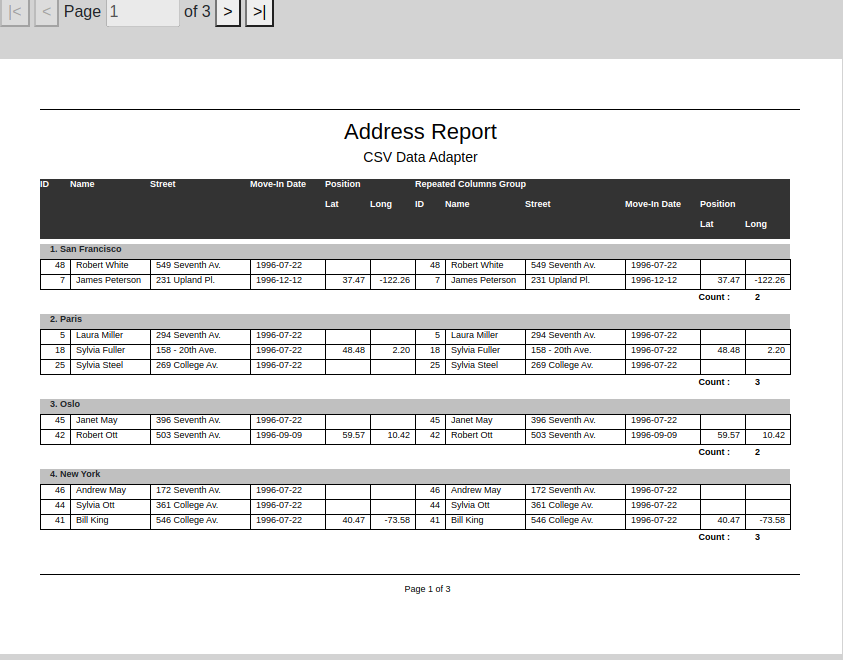 |< < Page 1 of 3 > >|
Address Report
CSV Data Adapter
ID Name Street Move-In Date Position Repeated Columns Group
Lat Long ID Name Street Move-In Date Position
Lat Long
1. San Francisco
48 Robert White 549 Seventh Av. 1996-07-22 48 Robert White 549 Seventh Av. 1996-07-22
7 James Peterson 231 Upland Pl. 1996-12-12 37.47 -122.26 7 James Peterson 231 Upland Pl. 1996-12-12 37.47 -122.26
Count : 2
2. Paris
5 Laura Miller 294 Seventh Av. 1996-07-22 5 Laura Miller 294 Seventh Av. 1996-07-22
18 Sylvia Fuller 158 - 20th Ave. 1996-07-22 48.48 2.20 18 Sylvia Fuller 158 - 20th Ave. 1996-07-22 48.48 2.20
25 Sylvia Steel 269 College Av. 1996-07-22 25 Sylvia Steel 269 College Av. 1996-07-22
Count : 3
3. Oslo
45 Janet May 396 Seventh Av. 1996-07-22 45 Janet May 396 Seventh Av. 1996-07-22
42 Robert Ott 503 Seventh Av. 1996-09-09 59.57 10.42 42 Robert Ott 503 Seventh Av. 1996-09-09 59.57 10.42
Count : 2
4. New York
46 Andrew May 172 Seventh Av. 1996-07-22 46 Andrew May 172 Seventh Av. 1996-07-22
44 Sylvia Ott 361 College Av. 1996-07-22 44 Sylvia Ott 361 College Av. 1996-07-22
41 Bill King 546 College Av. 1996-07-22 40.47 -73.58 41 Bill King 546 College Av. 1996-07-22 40.47 -73.58
Count : 3
Page 1 of 3